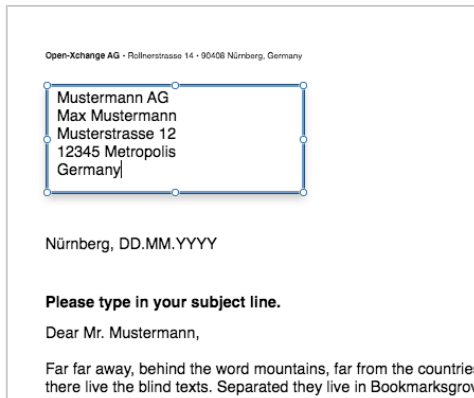 Open-Xchange AG • Rollnerstrasse 14 • 90408 Nürnberg, Germany
Mustermann AG
Max Mustermann
Musterstrasse 12
12345 Metropolis
Germany
Nürnberg, DD.MM.YYYY
Please type in your subject line.
Dear Mr. Mustermann,
Far far away, behind the word mountains, far from the countries
there live the blind texts. Separated they live in Bookmarksgrov